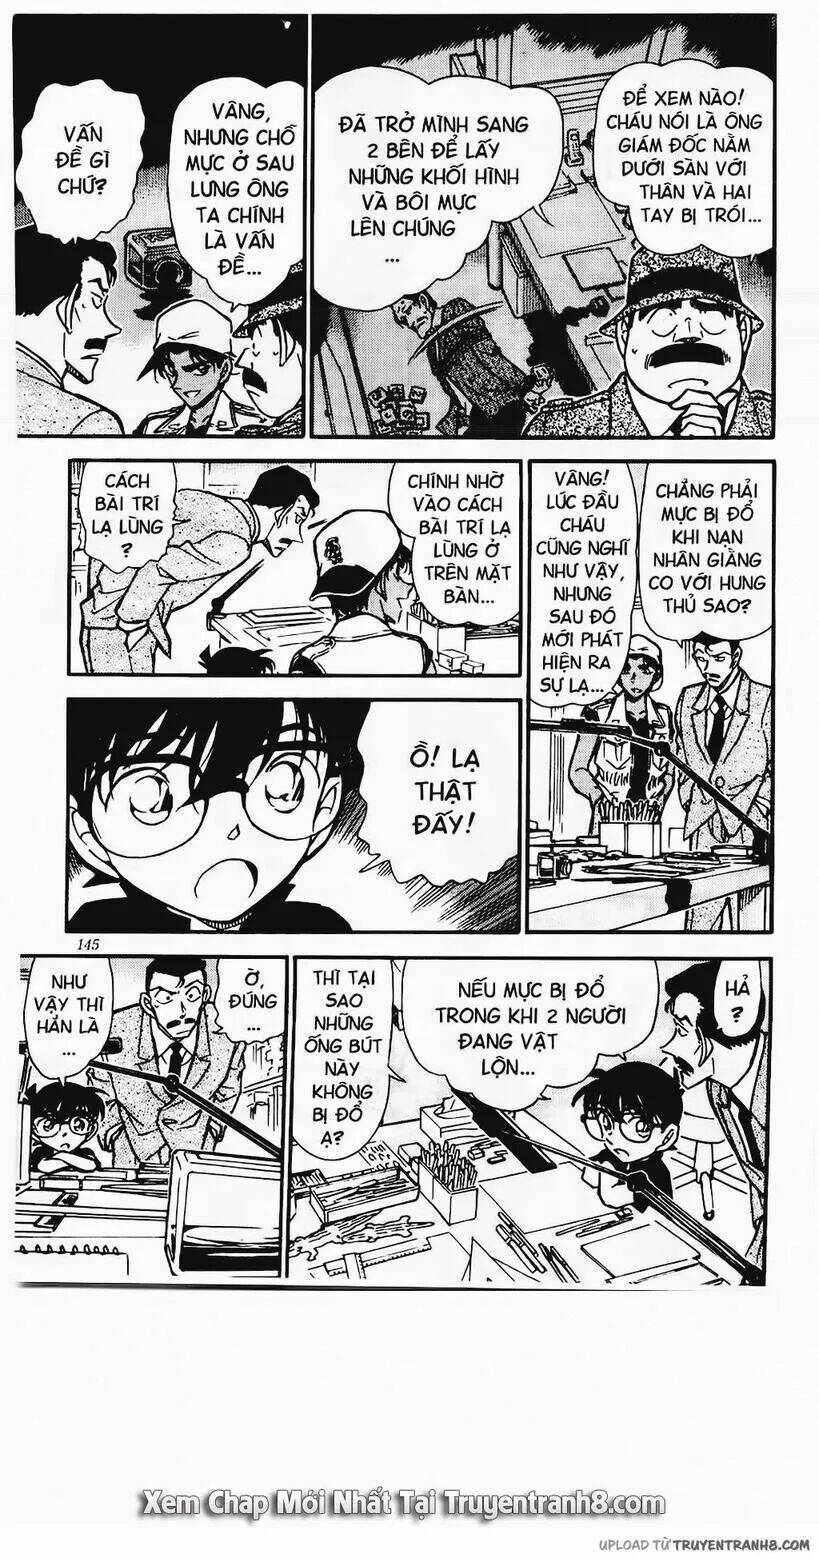 ĐỂ XEM NÀO!
CHÁU NÓI LÀ ÔNG
GIÁM ĐỐC NẰM
DƯỚI SÀN VỚI
THÂN VÀ HAI
TAY BỊ TRÓI...
ĐÃ TRỞ MÌNH SANG
2 BÊN ĐỂ LẤY
NHỮNG KHỐI HÌNH
VÀ BÔI MỰC
LÊN CHÚNG
...
VÂNG,
NHƯNG CHỖ
MỰC Ở SAU
LƯNG ÔNG
TA CHÍNH
LÀ VẤN
ĐỀ...
VẤN
ĐỀ GÌ
CHỨ?
CHẲNG PHẢI
MỰC BỊ ĐỔ
KHI NẠN
NHÂN GIẰNG
CO VỚI HUNG
THỦ SAO?
VÂNG!
LÚC ĐẦU
CHÁU
CŨNG NGHĨ
NHƯ VẬY,
NHƯNG
SAU ĐÓ
MỚI PHÁT
HIỆN RA
SỰ LẠ...
CHÍNH NHỜ
VÀO CÁCH
BÀI TRÍ LẠ
LÙNG Ở
TRÊN MẶT
BÀN...
CÁCH
BÀI TRÍ
LẠ LÙNG
?
Ồ! LẠ
THẬT
ĐẤY!
145
HẢ
?
NẾU MỰC BỊ ĐỔ
TRONG KHI 2 NGƯỜI
ĐANG VẬT
LỘN...
THÌ TẠI
SAO
NHỮNG
ỐNG BÚT
NÀY
KHÔNG
BỊ ĐỔ
Ạ?
Ờ,
ĐÚNG
...
NHƯ
VẬY THÌ
HẲN LÀ
...
Xem Chap Mới Nhất Tại Truyentranh8.com
UPLOAD TỪ TRUYENTRANH8.COM